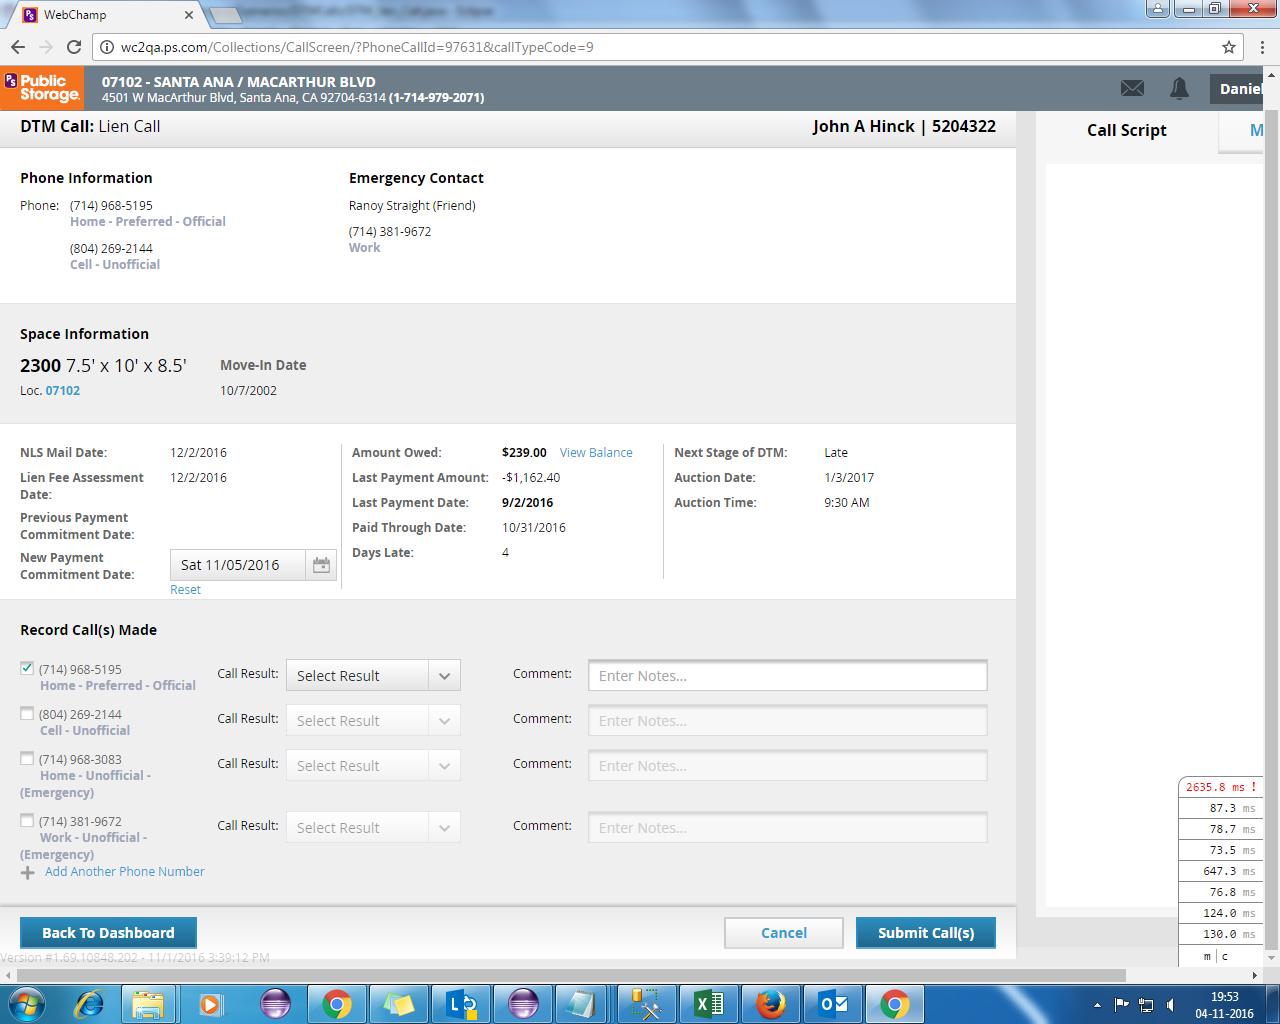 WebChamp
wc2qa.ps.com/Collections/CallScreen/?PhoneCallId=97631&callTypeCode=9
Ps Public Storage.
07102 - SANTA ANA / MACARTHUR BLVD
4501 W MacArthur Blvd, Santa Ana, CA 92704-6314 (1-714-979-2071)
Daniel
DTM Call: Lien Call
John A Hinck | 5204322
Call Script
M
Phone Information
Phone: (714) 968-5195
Home - Preferred - Official
(804) 269-2144
Cell - Unofficial
Emergency Contact
Ranoy Straight (Friend)
(714) 381-9672
Work
Space Information
2300 7.5' x 10' x 8.5'
Loc. 07102
Move-In Date
10/7/2002
NLS Mail Date: 12/2/2016
Lien Fee Assessment Date: 12/2/2016
Previous Payment
Commitment Date:
New Payment
Commitment Date: Sat 11/05/2016
Reset
Amount Owed: $239.00 View Balance
Last Payment Amount: -$1,162.40
Last Payment Date: 9/2/2016
Paid Through Date: 10/31/2016
Days Late: 4
Next Stage of DTM: Late
Auction Date: 1/3/2017
Auction Time: 9:30 AM
Record Call(s) Made
(714) 968-5195 Call Result: Select Result Comment: Enter Notes...
Home - Preferred - Official
(804) 269-2144 Call Result: Select Result Comment: Enter Notes...
Cell - Unofficial
(714) 968-3083 Call Result: Select Result Comment: Enter Notes...
Home - Unofficial -
(Emergency)
(714) 381-9672 Call Result: Select Result Comment: Enter Notes...
Work - Unofficial -
(Emergency)
Add Another Phone Number
Back To Dashboard
Cancel
Submit Call(s)
Version #1.69.10848.202 - 11/1/2016 3:39:12 PM
2635.8 ms !
87.3 ms
78.7 ms
73.5 ms
647.3 ms
76.8 ms
124.0 ms
130.0 ms
m | c
19:53
04-11-2016